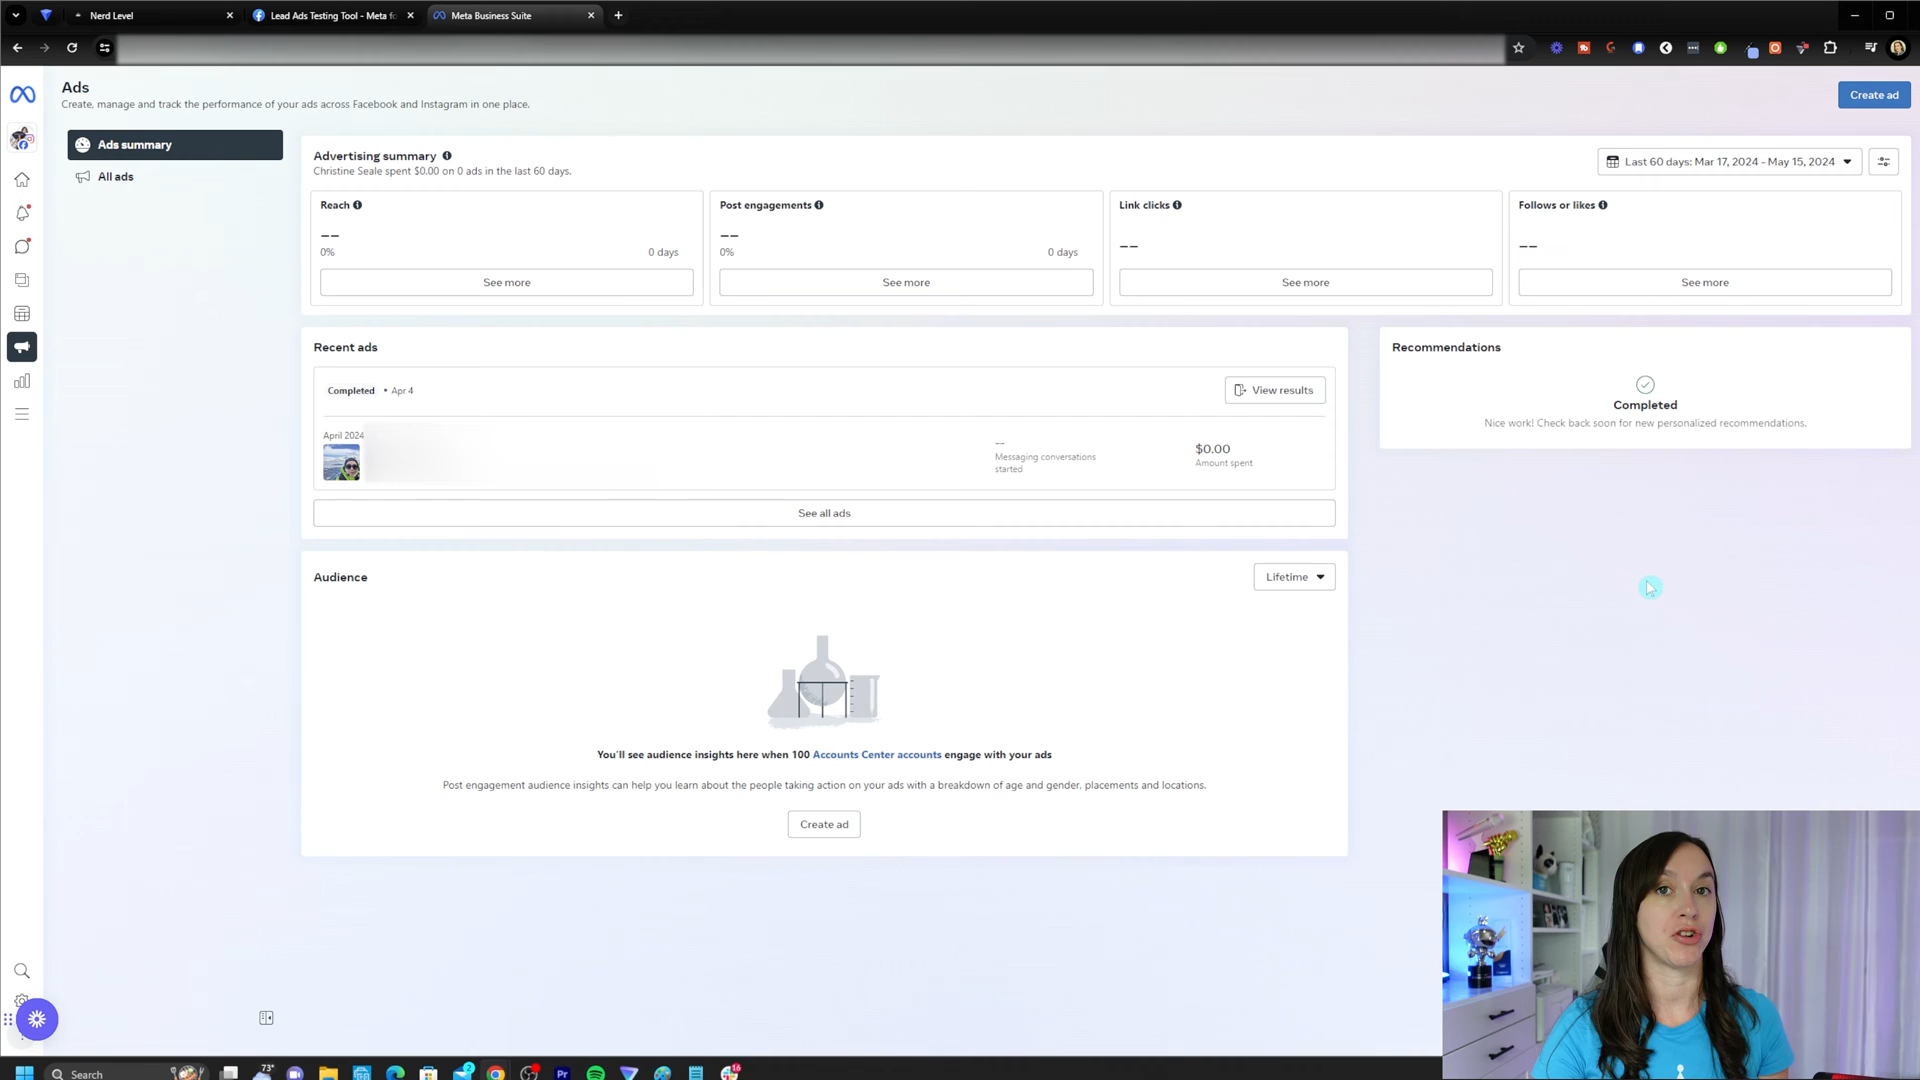 Nerd Level
Lead Ads Testing Tool - Meta fo
Meta Business Suite
Ads
Create, manage and track the performance of your ads across Facebook and Instagram in one place.
Create ad
Ads summary
All ads
Advertising summary
Christine Seale spent $0.00 on 0 ads in the last 60 days.
Last 60 days: Mar 17, 2024 - May 15, 2024
Reach
--
0% 0 days
See more
Post engagements
--
0% 0 days
See more
Link clicks
--
See more
Follows or likes
--
See more
Recent ads
Completed • Apr 4
View results
April 2024
--
Messaging conversations
started
$0.00
Amount spent
See all ads
Recommendations
Completed
Nice work! Check back soon for new personalized recommendations.
Audience
Lifetime
You'll see audience insights here when 100 Accounts Center accounts engage with your ads
Post engagement audience insights can help you learn about the people taking action on your ads with a breakdown of age and gender, placements and locations.
Create ad
Search
73°
2
Pr
16